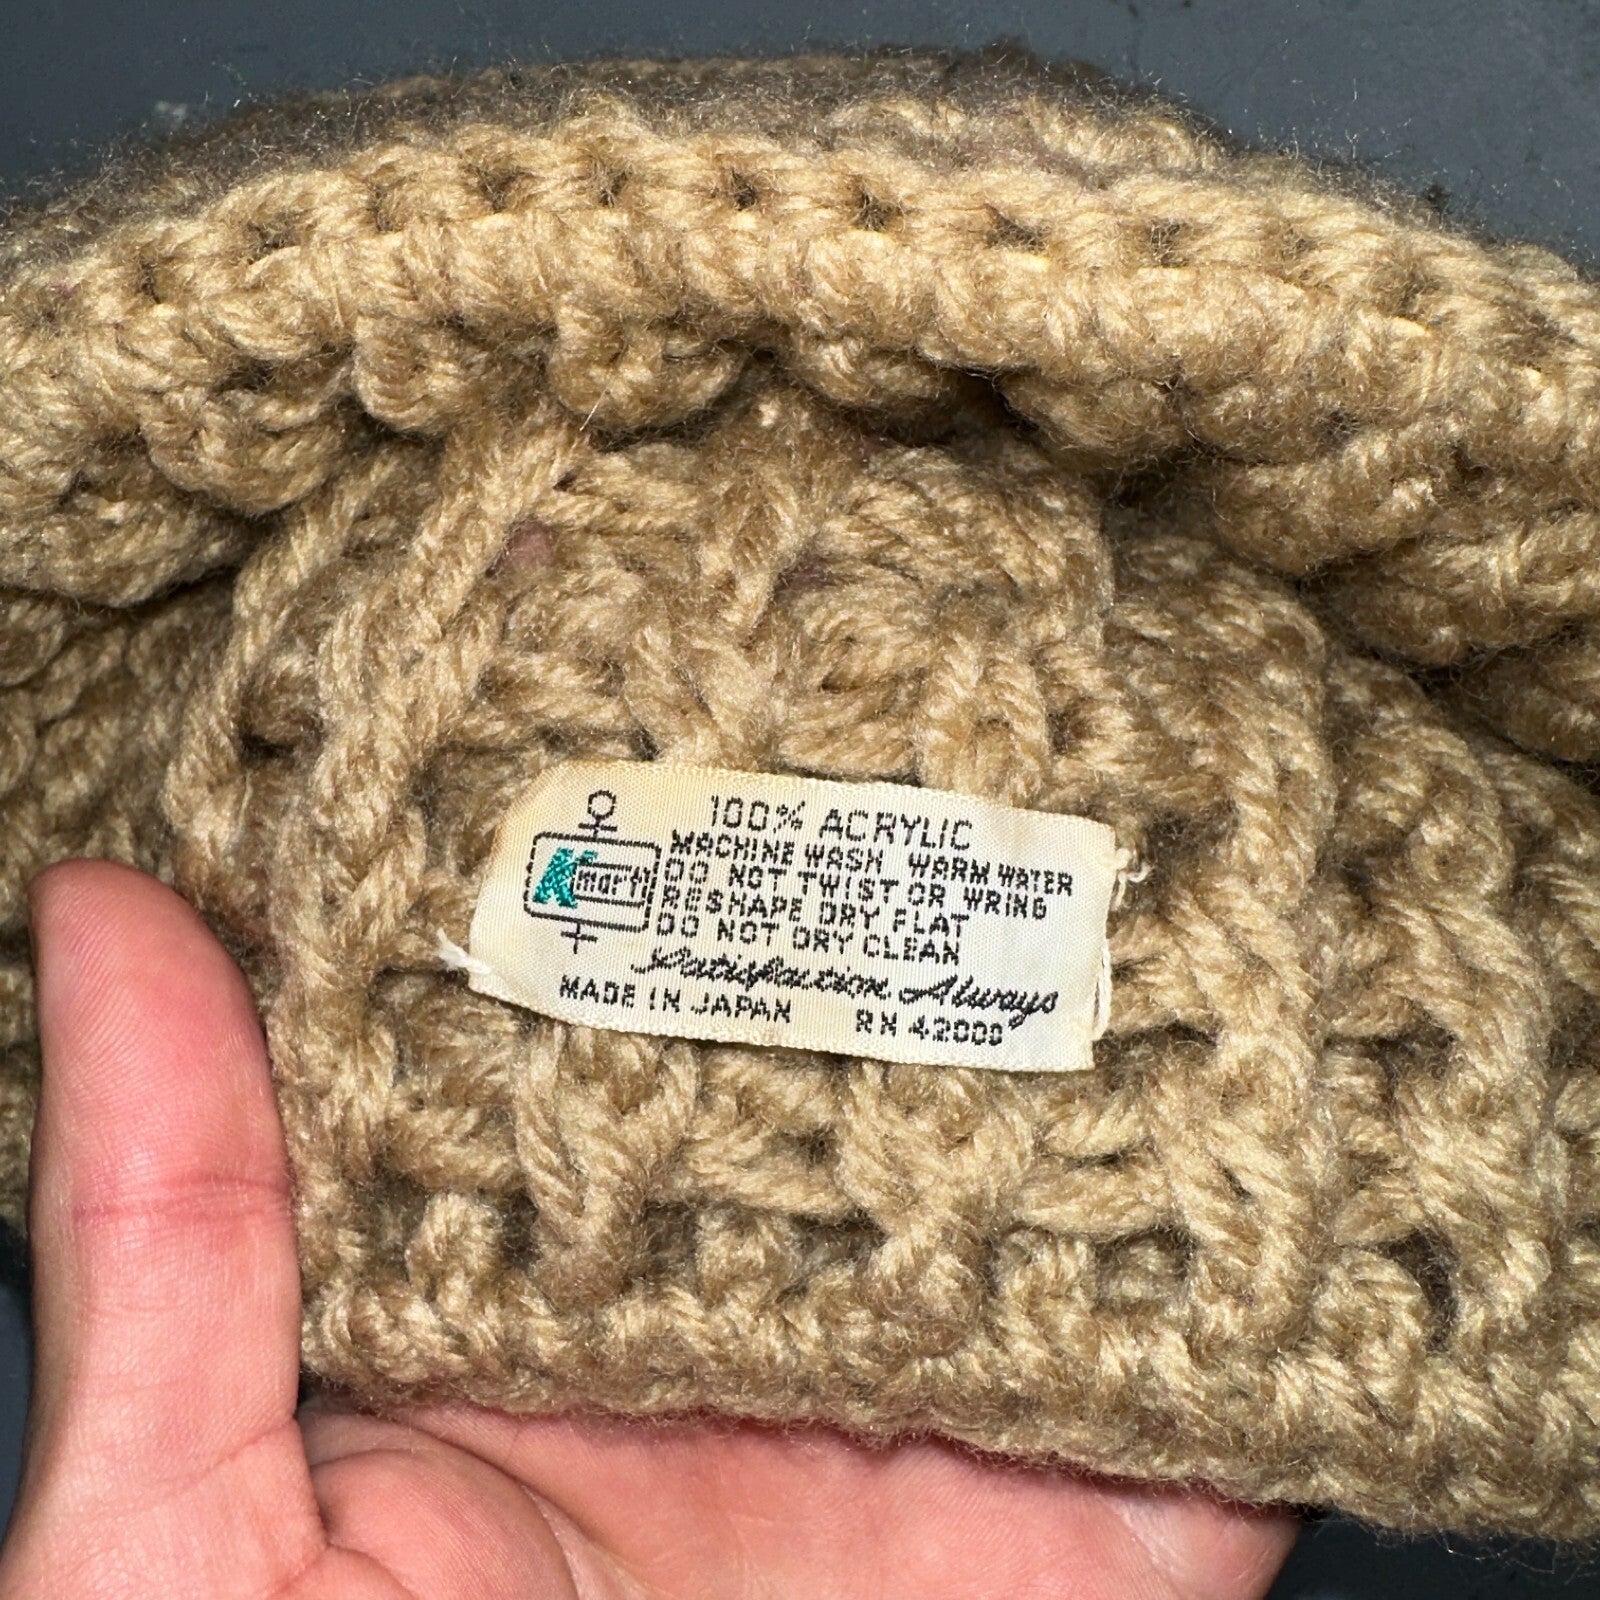 100% ACRYLIC
Kmart
MACHINE WASH WARM WATER
DO NOT TWIST OR WRING
RESHAPE DRY FLAT
DO NOT DRY CLEAN
Satisfaction Always
MADE IN JAPAN RN 42000